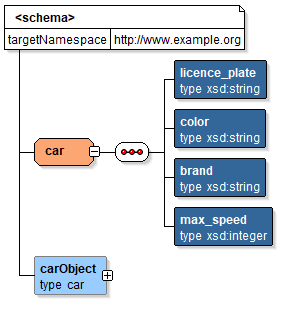 <schema>
targetNamespace http://www.example.org
licence_plate
type xsd:string
color
type xsd:string
car
brand
type xsd:string
max_speed
type xsd:integer
carObject
type car